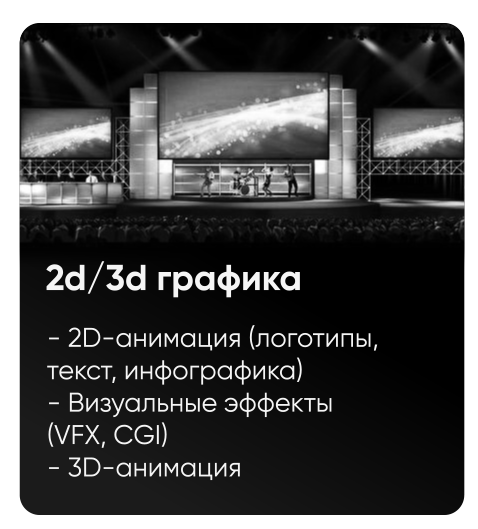 2d/3d графика
- 2D-анимация (логотипы,
текст, инфографика)
- Визуальные эффекты
(VFX, CGI)
- 3D-анимация